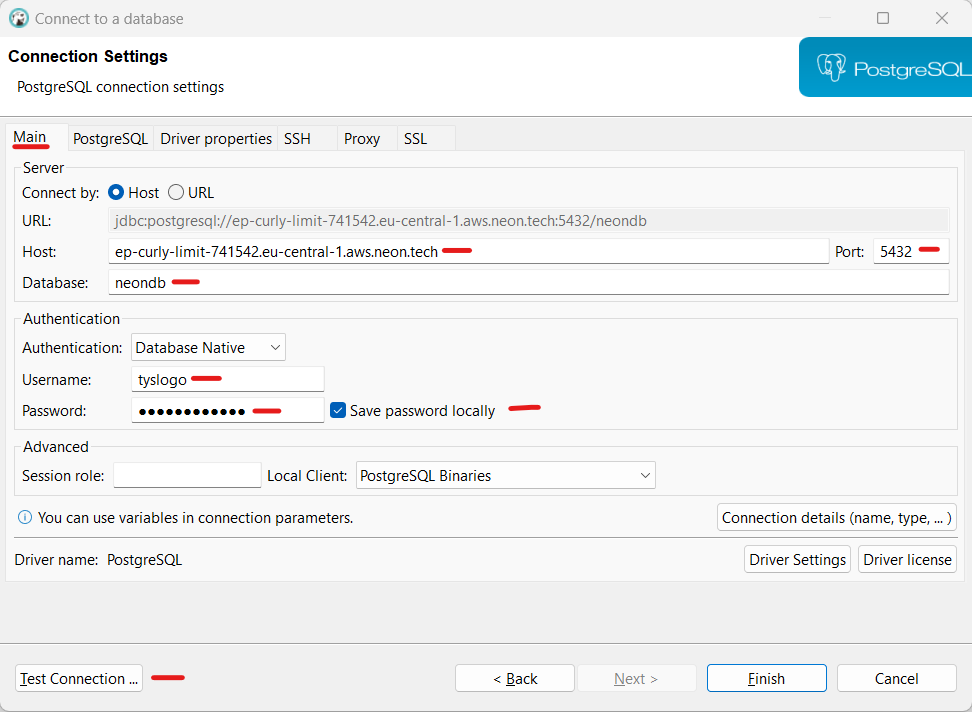 Connect to a database
Connection Settings
PostgreSQL connection settings
PostgreSQL
Main PostgreSQL Driver properties SSH Proxy SSL
Server
Connect by: Host URL
URL: jdbc:postgresql://ep-curly-limit-741542.eu-central-1.aws.neon.tech:5432/neondb
Host: ep-curly-limit-741542.eu-central-1.aws.neon.tech Port: 5432
Database: neondb
Authentication
Authentication: Database Native
Username: tyslogo
Password: ●●●●●●●●●●●● Save password locally
Advanced
Session role: Local Client: PostgreSQL Binaries
You can use variables in connection parameters. Connection details (name, type, ... )
Driver name: PostgreSQL Driver Settings Driver license
Test Connection ... < Back Next > Finish Cancel